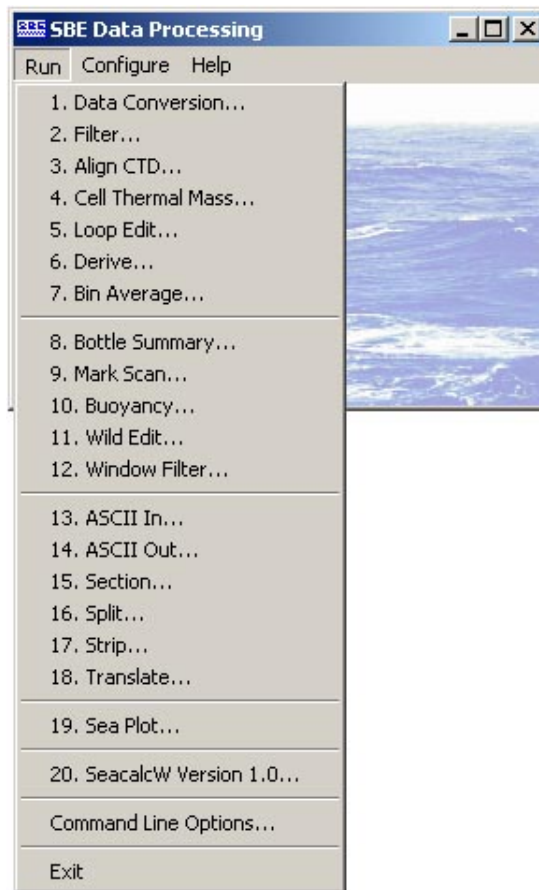 SBE SBE Data Processing
Run Configure Help
1. Data Conversion...
2. Filter...
3. Align CTD...
4. Cell Thermal Mass...
5. Loop Edit...
6. Derive...
7. Bin Average...
8. Bottle Summary...
9. Mark Scan...
10. Buoyancy...
11. Wild Edit...
12. Window Filter...
13. ASCII In...
14. ASCII Out...
15. Section...
16. Split...
17. Strip...
18. Translate...
19. Sea Plot...
20. SeacalcW Version 1.0...
Command Line Options...
Exit